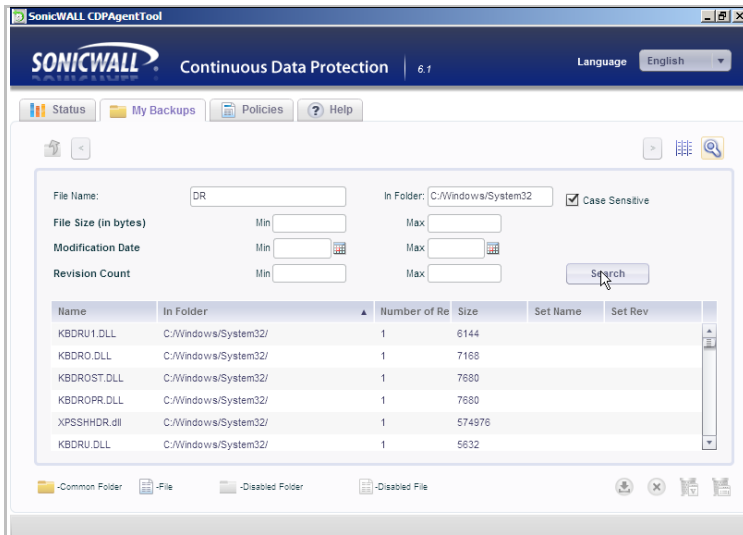 SonicWALL CDPAgentTool
SONICWALL
Continuous Data Protection 6.1
Language English
Status My Backups Policies ? Help
< >
File Name: DR In Folder: C:/Windows/System32 Case Sensitive
File Size (in bytes) Min Max
Modification Date Min Max
Revision Count Min Max Search
Name In Folder Number of Re Size Set Name Set Rev
KBDRU1.DLL C:/Windows/System32/ 1 6144
KBDRO.DLL C:/Windows/System32/ 1 7168
KBDROST.DLL C:/Windows/System32/ 1 7680
KBDROPR.DLL C:/Windows/System32/ 1 7680
XPSSHHDR.dll C:/Windows/System32/ 1 574976
KBDRU.DLL C:/Windows/System32/ 1 5632
-Common Folder -File -Disabled Folder -Disabled File